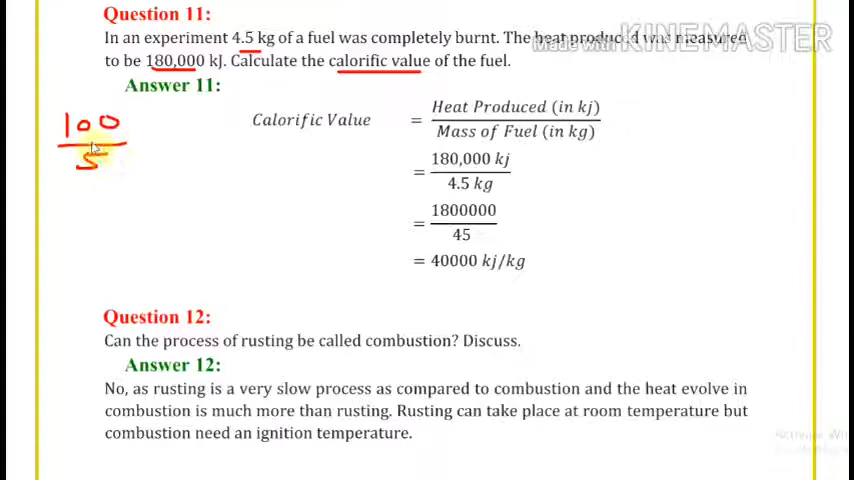 Question 11:
In an experiment 4.5 kg of a fuel was completely burnt. The heat produced was measured
to be 180,000 kJ. Calculate the calorific value of the fuel.
Made with KINEMASTER
Answer 11:
100
5
Calorific Value = Heat Produced (in kj)
Mass of Fuel (in kg)
= 180,000 kj
4.5 kg
= 1800000
45
= 40000 kj/kg
Question 12:
Can the process of rusting be called combustion? Discuss.
Answer 12:
No, as rusting is a very slow process as compared to combustion and the heat evolve in
combustion is much more than rusting. Rusting can take place at room temperature but
combustion need an ignition temperature.